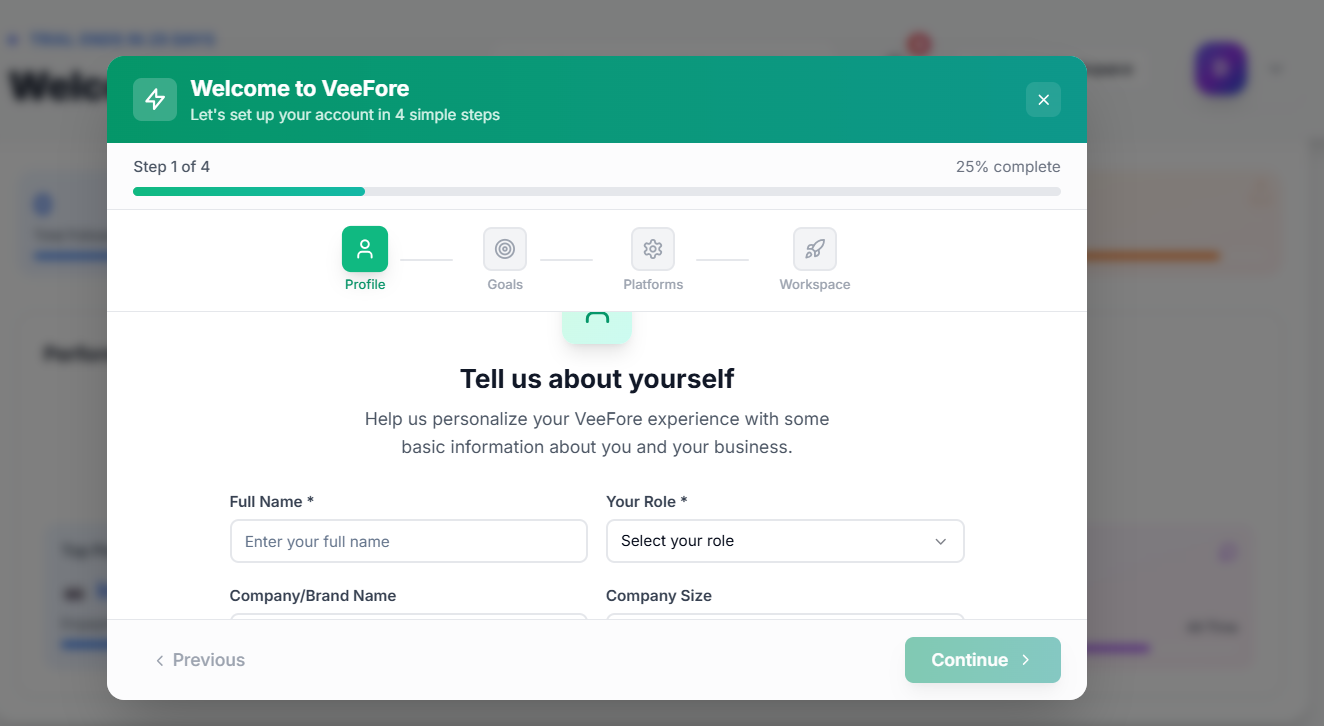 Welcome to VeeFore
Let's set up your account in 4 simple steps
Step 1 of 4
25% complete
Profile
Goals
Platforms
Workspace
Tell us about yourself
Help us personalize your VeeFore experience with some
basic information about you and your business.
Full Name *
Your Role *
Enter your full name
Select your role
Company/Brand Name
Company Size
Previous
Continue